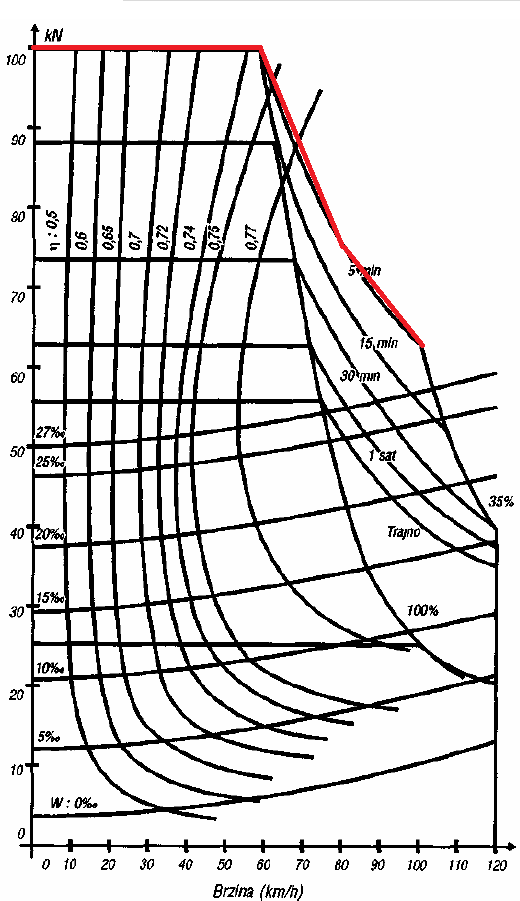 kN
100
90
80
70
60
50
40
30
20
10
0
η : 0,5
0,6
0,65
0,7
0,72
0,74
0,75
0,77
5 min
15 min
30 min
1 sat
Trajno
27‰
25‰
20‰
15‰
10‰
5‰
W : 0‰
35%
100%
0 10 20 30 40 50 60 70 80 90 100 110 120
Brzina (km/h)